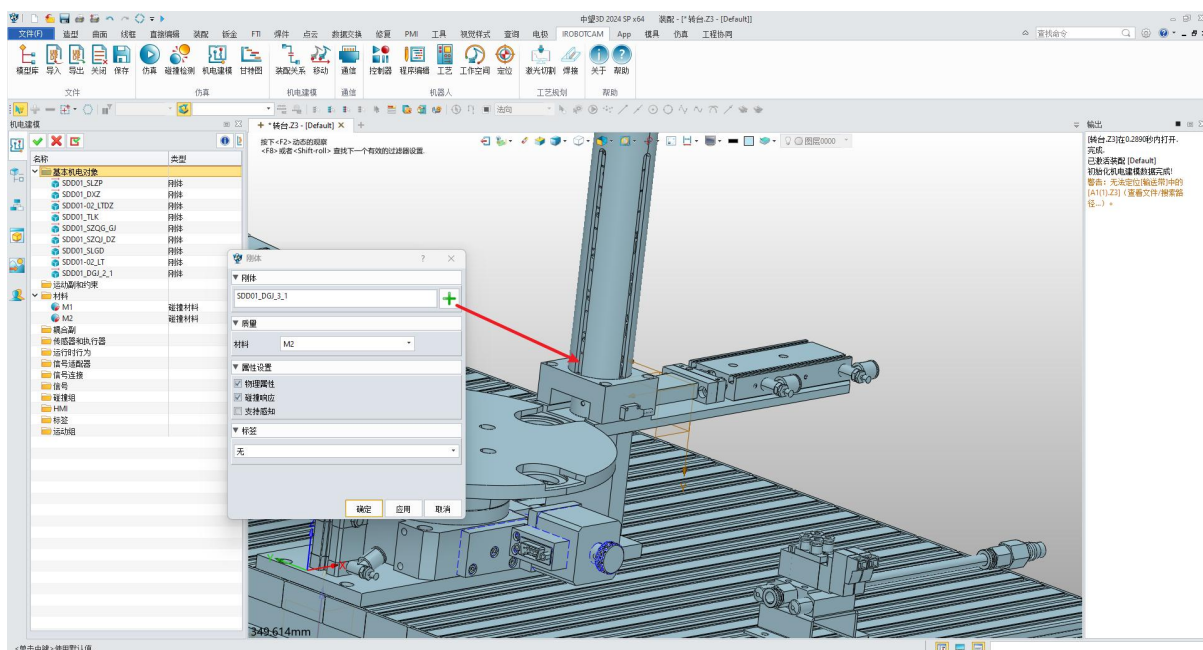 中望3D 2024 SP x64 装配 - [* 转台.Z3 - [Default]]
文件(F) 造型 曲面 线框 直接编辑 装配 钣金 FTI 焊件 点云 数据交换 修复 PMI 工具 视觉样式 查询 电极 IROBOTCAM App 模具 仿真 工程协同
查找命令
模型库 导入 导出 关闭 保存 仿真 碰撞检测 机电建模 甘特图 装配关系 移动 通信 控制器 程序编辑 工艺 工作空间 定位 激光切割 焊接 关于 帮助
文件 仿真 机电建模 通信 机器人 工艺规划 帮助
法向
机电建模
*转台.Z3 - [Default]
输出
按下<F2>动态的观察
<F8>或者<Shift-roll> 查找下一个有效的过滤器设置.
图层0000
[转台.Z3]在0.2890秒内打开.
完成.
已激活装配 [Default]
初始化机电建模数据完成!
警告: 无法定位[输送带]中的
[A1(1).Z3] (查看文件/搜索路
径...) 。
名称 类型
基本机电对象
SDD01_SLZP 刚体
SDD01_DXZ 刚体
SDD01-02_LTDZ 刚体
SDD01_TLK 刚体
SDD01_SZQG_GJ 刚体
SDD01_SZQJ_DZ 刚体
SDD01_SLGD 刚体
SDD01-02_LT 刚体
SDD01_DGJ_2_1 刚体
运动副和约束
材料
M1 碰撞材料
M2 碰撞材料
耦合副
传感器和执行器
运行时行为
信号适配器
信号连接
信号
碰撞组
HMI
标签
运动组
刚体
刚体
SDD01_DGJ_3_1
质量
材料 M2
属性设置
物理属性
碰撞响应
支持感知
标签
无
确定 应用 取消
X
349.614mm
<单击中键>使用默认值.